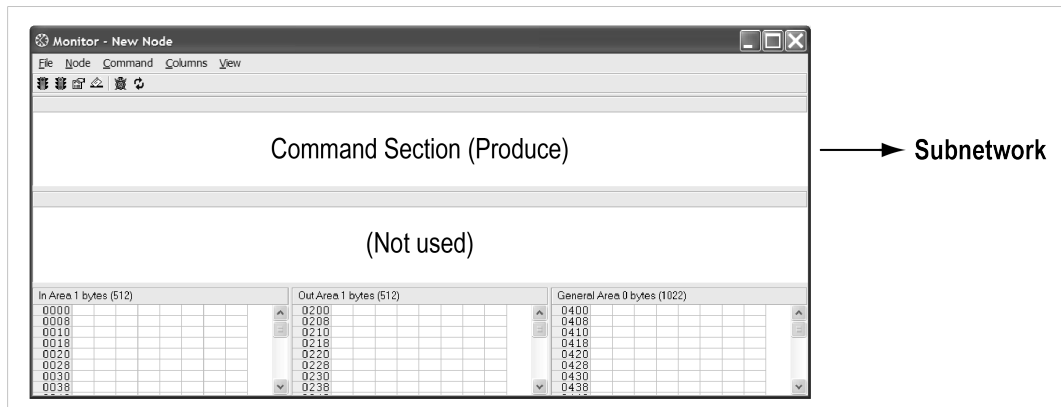 Monitor - New Node
File Node Command Columns View
Command Section (Produce)
Subnetwork
(Not used)
In Area 1 bytes (512) Out Area 1 bytes (512) General Area 0 bytes (1022)
0000 0200 0400
0008 0208 0408
0010 0210 0410
0018 0218 0418
0020 0220 0420
0028 0228 0428
0030 0230 0430
0038 0238 0438